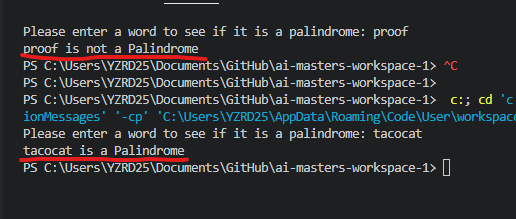 Please enter a word to see if it is a palindrome: proof
proof is not a Palindrome
PS C:\Users\YZRD25\Documents\GitHub\ai-masters-workspace-1> ^C
PS C:\Users\YZRD25\Documents\GitHub\ai-masters-workspace-1>
PS C:\Users\YZRD25\Documents\GitHub\ai-masters-workspace-1>  c:; cd 'c
ionMessages' '-cp' 'C:\Users\YZRD25\AppData\Roaming\Code\User\workspace
Please enter a word to see if it is a palindrome: tacocat
tacocat is a Palindrome
PS C:\Users\YZRD25\Documents\GitHub\ai-masters-workspace-1>